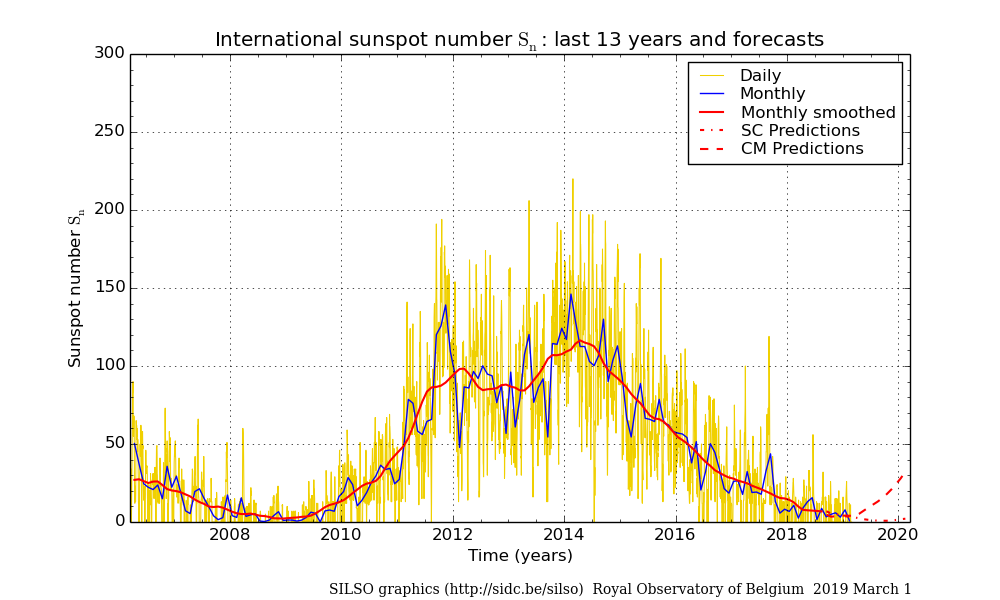 International sunspot number Sn : last 13 years and forecasts
300
250
200
150
100
50
0
Sunspot number Sn
Daily
Monthly
Monthly smoothed
SC Predictions
CM Predictions
2008 2010 2012 2014 2016 2018 2020
Time (years)
SILSO graphics (http://sidc.be/silso) Royal Observatory of Belgium 2019 March 1